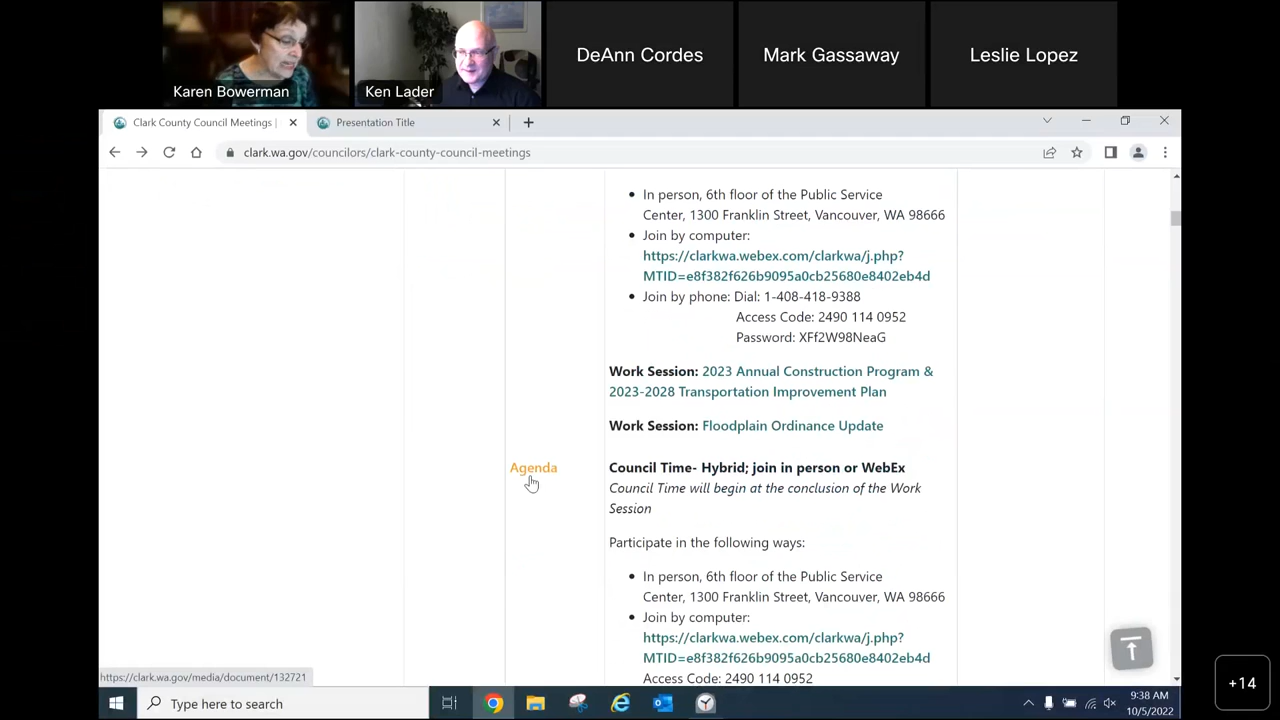 Karen Bowerman
Ken Lader
DeAnn Cordes
Mark Gassaway
Leslie Lopez
Clark County Council Meetings |
Presentation Title
clark.wa.gov/councilors/clark-county-council-meetings
• In person, 6th floor of the Public Service
Center, 1300 Franklin Street, Vancouver, WA 98666
• Join by computer:
https://clarkwa.webex.com/clarkwa/j.php?
MTID=e8f382f626b9095a0cb25680e8402eb4d
• Join by phone: Dial: 1-408-418-9388
Access Code: 2490 114 0952
Password: XFf2W98NeaG
Work Session: 2023 Annual Construction Program &
2023-2028 Transportation Improvement Plan
Work Session: Floodplain Ordinance Update
Agenda
Council Time- Hybrid; join in person or WebEx
Council Time will begin at the conclusion of the Work
Session
Participate in the following ways:
• In person, 6th floor of the Public Service
Center, 1300 Franklin Street, Vancouver, WA 98666
• Join by computer:
https://clarkwa.webex.com/clarkwa/j.php?
MTID=e8f382f626b9095a0cb25680e8402eb4d
Access Code: 2490 114 0952
https://clark.wa.gov/media/document/132721
Type here to search
9:38 AM
10/5/2022
+14